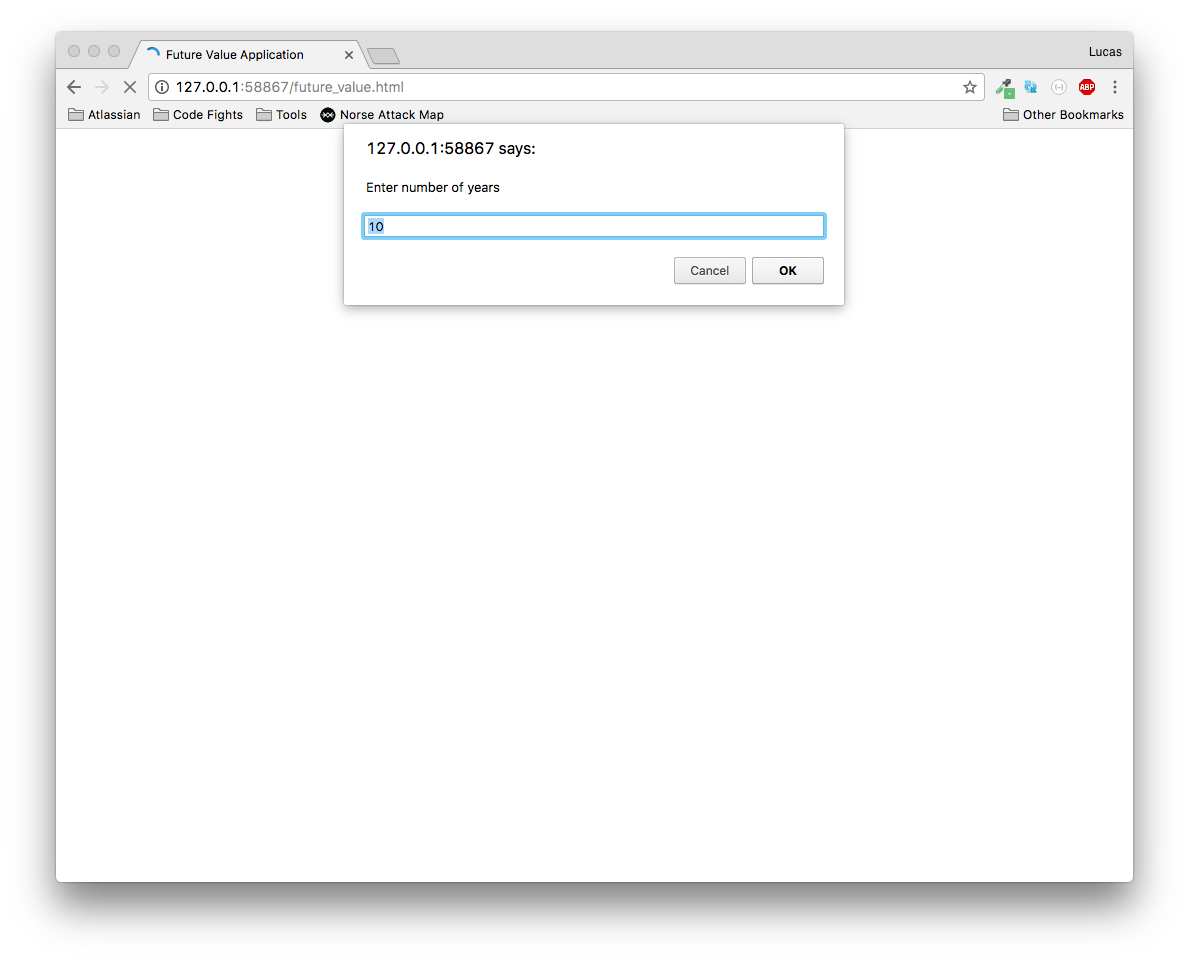 Future Value Application
Lucas
127.0.0.1:58867/future_value.html
ABP
Atlassian
Code Fights
Tools
Norse Attack Map
Other Bookmarks
127.0.0.1:58867 says:
Enter number of years
10
Cancel
OK